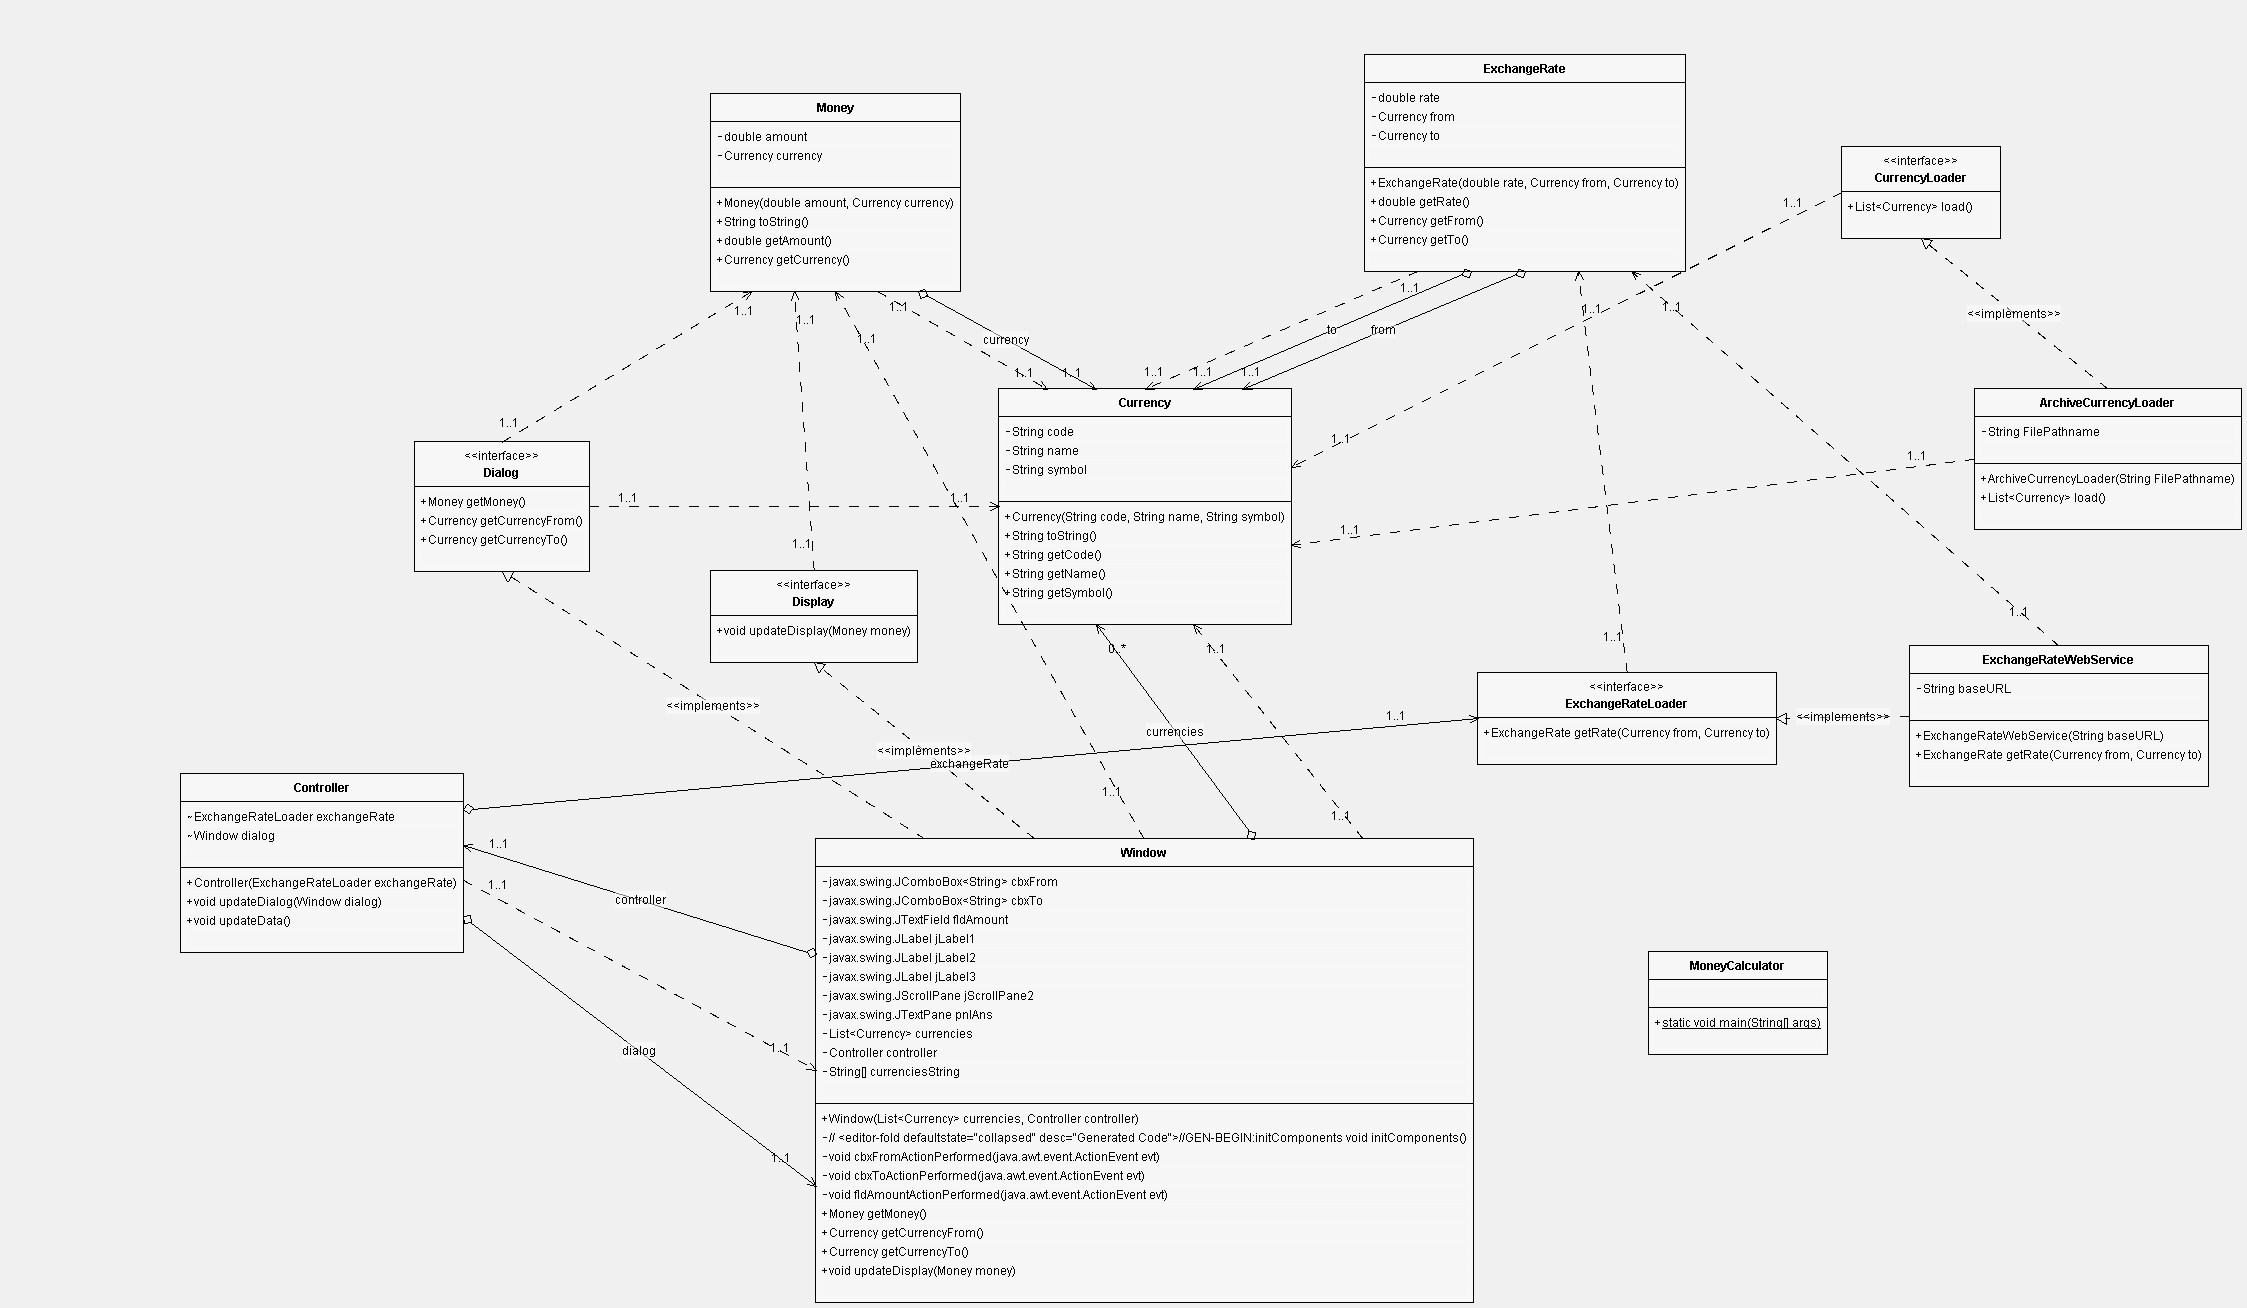 ExchangeRate
-double rate
-Currency from
-Currency to
+ExchangeRate(double rate, Currency from, Currency to)
+double getRate()
+Currency getFrom()
+Currency getTo()
Money
-double amount
-Currency currency
+Money(double amount, Currency currency)
+String toString()
+double getAmount()
+Currency getCurrency()
<<interface>>
CurrencyLoader
+List<Currency> load()
1..1
1..1
1..1
1..1
1..1
1..1
1..1
1..1
<<implements>>
to
from
currency
1..1
1..1
1..1
1..1
1..1
Currency
-String code
-String name
-String symbol
+Currency(String code, String name, String symbol)
+String toString()
+String getCode()
+String getName()
+String getSymbol()
ArchiveCurrencyLoader
-String FilePathname
+ArchiveCurrencyLoader(String FilePathname)
+List<Currency> load()
1..1
1..1
1..1
1..1
<<interface>>
Dialog
+Money getMoney()
+Currency getCurrencyFrom()
+Currency getCurrencyTo()
1..1
1..1
1..1
<<interface>>
Display
+void updateDisplay(Money money)
1..1
1..1
0..*
1..1
ExchangeRateWebService
-String baseURL
+ExchangeRateWebService(String baseURL)
+ExchangeRate getRate(Currency from, Currency to)
<<interface>>
ExchangeRateLoader
+ExchangeRate getRate(Currency from, Currency to)
<<implements>>
<<implements>>
1..1
currencies
<<implements>>
exchangeRate
1..1
1..1
Controller
~ExchangeRateLoader exchangeRate
~Window dialog
+Controller(ExchangeRateLoader exchangeRate)
+void updateDialog(Window dialog)
+void updateData()
1..1
1..1
controller
1..1
dialog
1..1
Window
-javax.swing.JComboBox<String> cbxFrom
-javax.swing.JComboBox<String> cbxTo
-javax.swing.JTextField fldAmount
-javax.swing.JLabel jLabel1
-javax.swing.JLabel jLabel2
-javax.swing.JLabel jLabel3
-javax.swing.JScrollPane jScrollPane2
-javax.swing.JTextPane pnlAns
-List<Currency> currencies
-Controller controller
-String[] currenciesString
+Window(List<Currency> currencies, Controller controller)
-// <editor-fold defaultstate="collapsed" desc="Generated Code">//GEN-BEGIN:initComponents void initComponents()
-void cbxFromActionPerformed(java.awt.event.ActionEvent evt)
-void cbxToActionPerformed(java.awt.event.ActionEvent evt)
-void fldAmountActionPerformed(java.awt.event.ActionEvent evt)
+Money getMoney()
+Currency getCurrencyFrom()
+Currency getCurrencyTo()
+void updateDisplay(Money money)
MoneyCalculator
+static void main(String[] args)